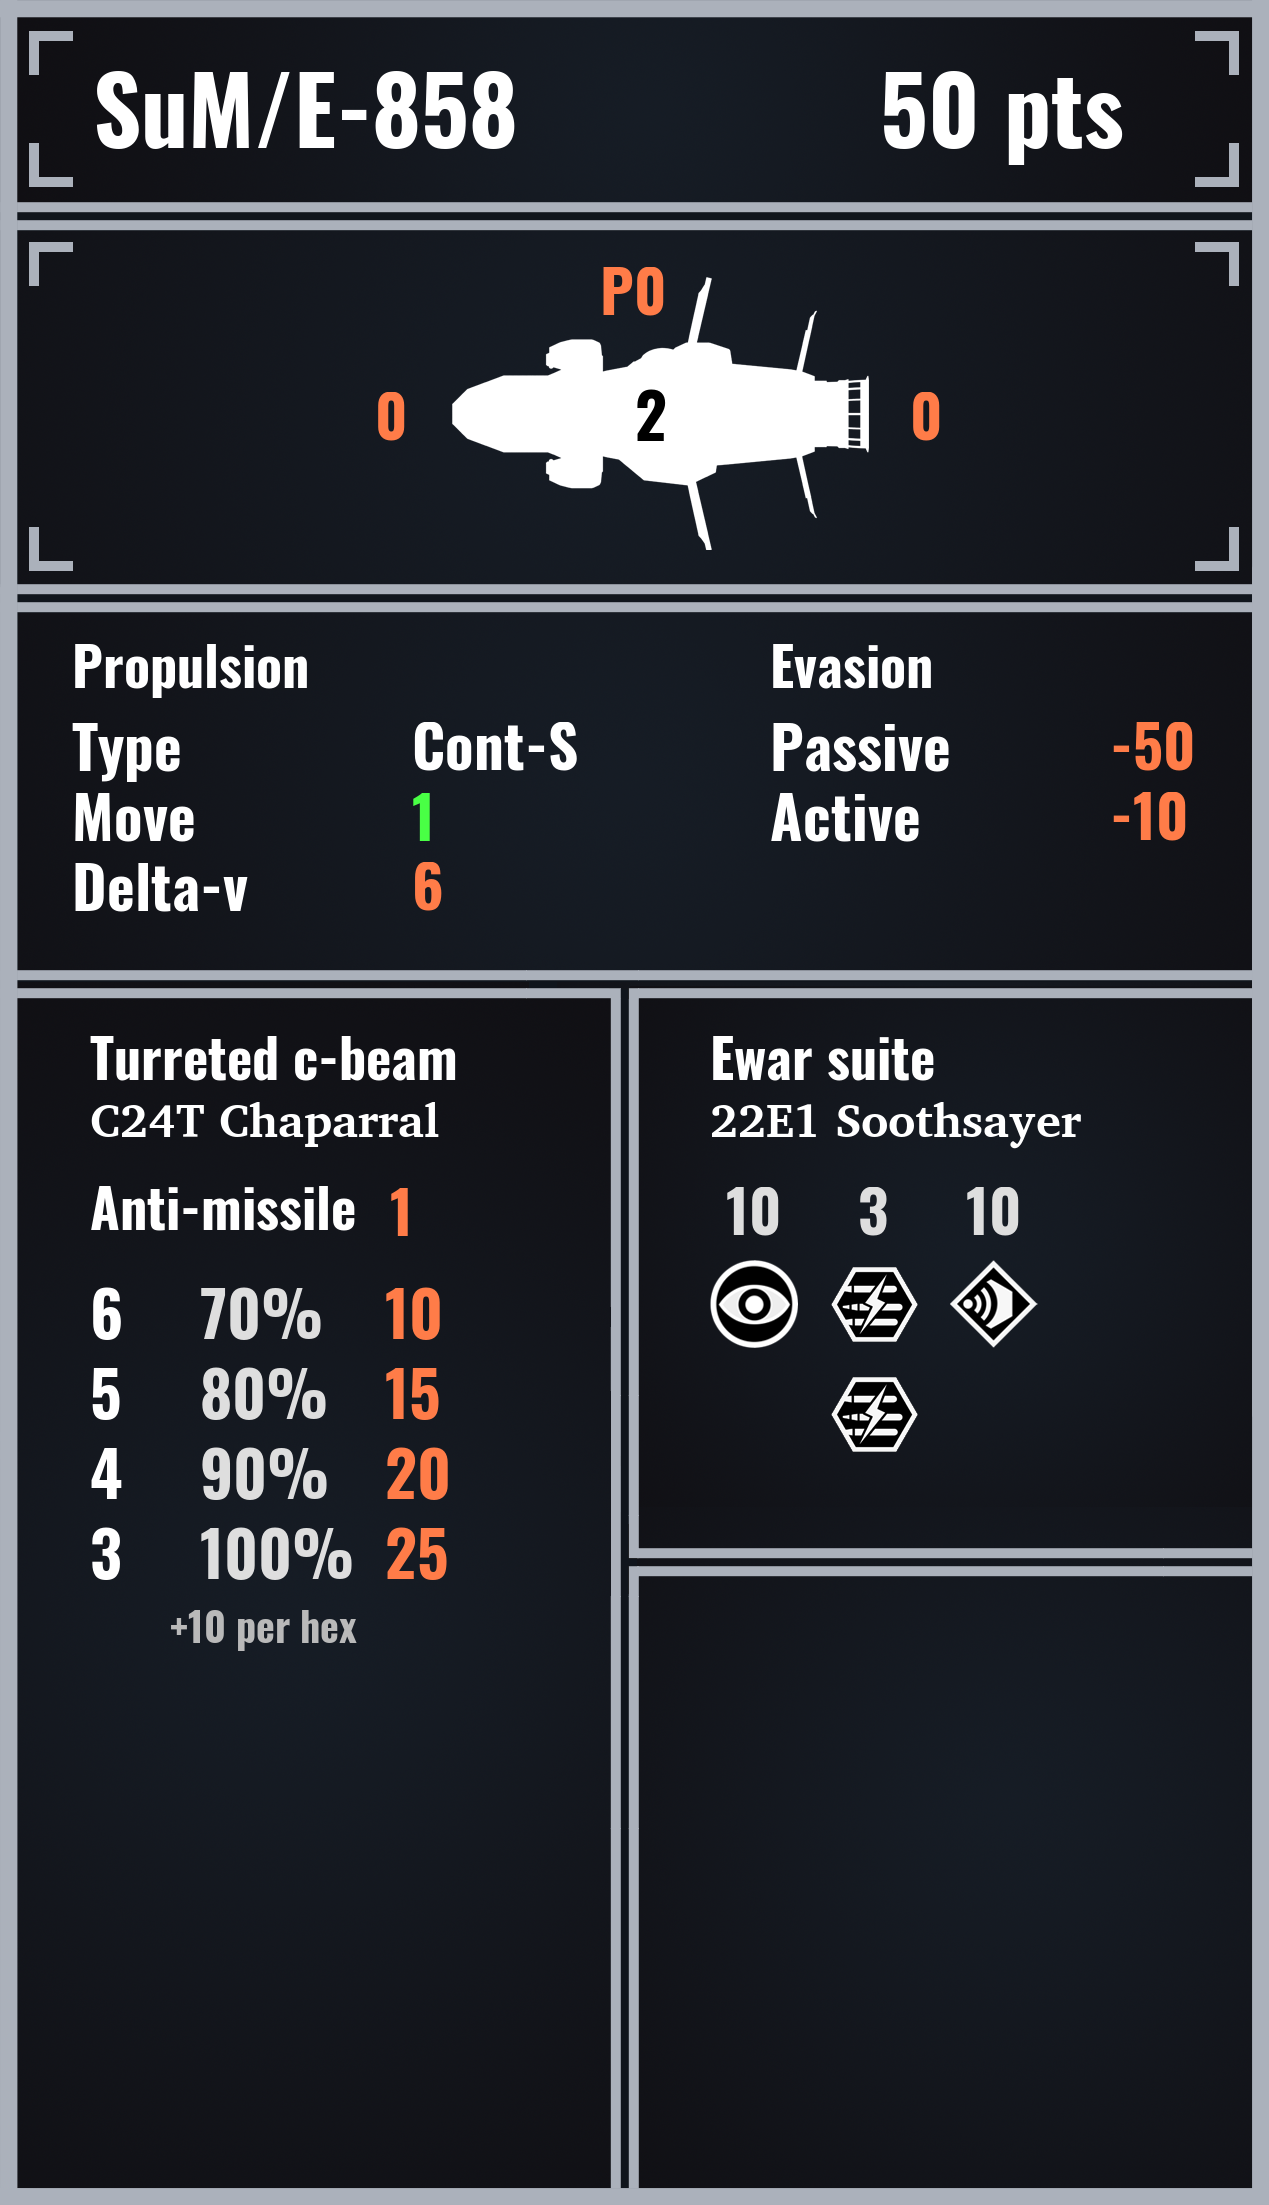 SuM/E-858 50 pts
P0
0 2 0
Propulsion
Type Cont-S
Move 1
Delta-v 6
Evasion
Passive -50
Active -10
Turreted c-beam
C24T Chaparral
Anti-missile 1
6 70% 10
5 80% 15
4 90% 20
3 100% 25
+10 per hex
Ewar suite
22E1 Soothsayer
10 3 10